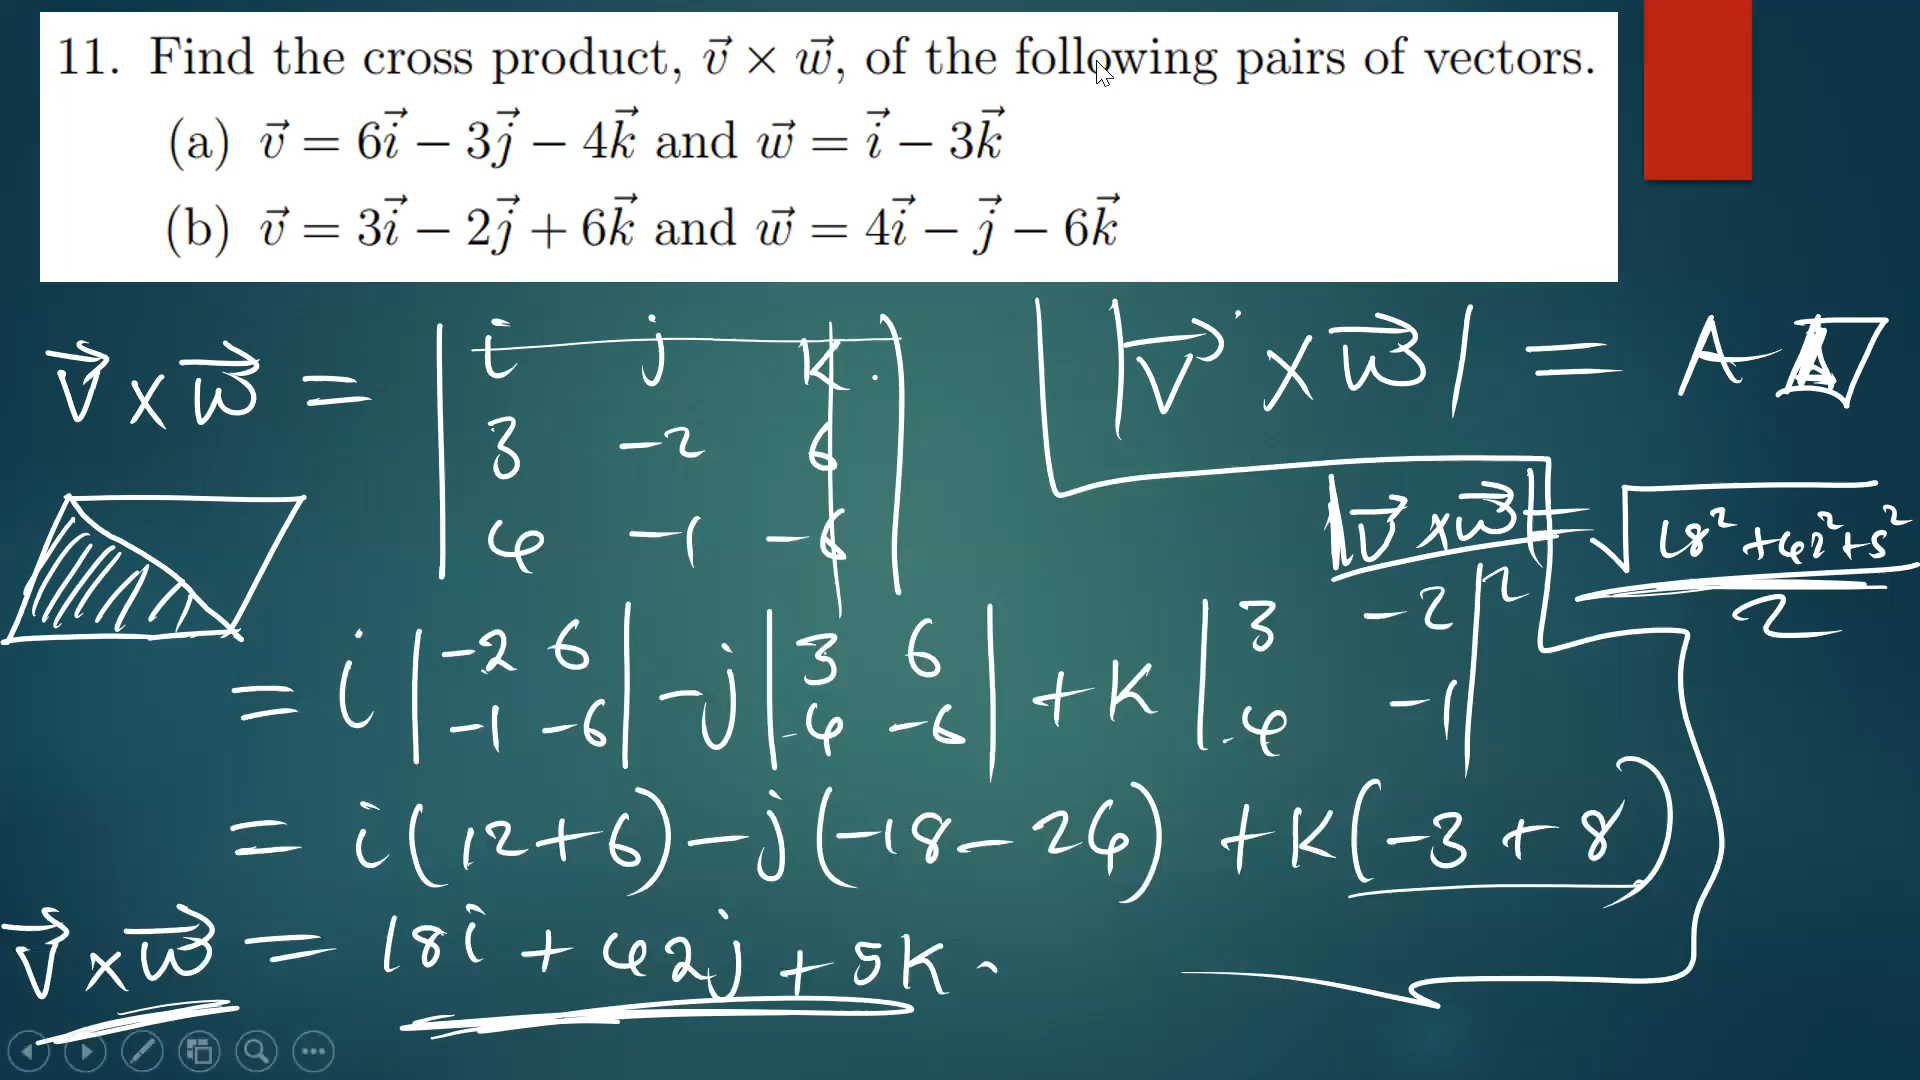 11. Find the cross product, v⃗ × w⃗, of the following pairs of vectors.
(a) v⃗ = 6i⃗ − 3j⃗ − 4k⃗ and w⃗ = i⃗ − 3k⃗
(b) v⃗ = 3i⃗ − 2j⃗ + 6k⃗ and w⃗ = 4i⃗ − j⃗ − 6k⃗
v⃗ × w⃗ = | i j k |
3 −2 6
4 −1 −6
|v⃗ × w⃗| = A
|v⃗ × w⃗| = √(18² + 42² + 5²)
2 2
= i |−2 6| − j |3 6| + k |3 −2|
|−1 −6| |4 −6| |4 −1|
= i(12+6) − j(−18−24) + k(−3+8)
v⃗ × w⃗ = 18i + 42j + 5k.